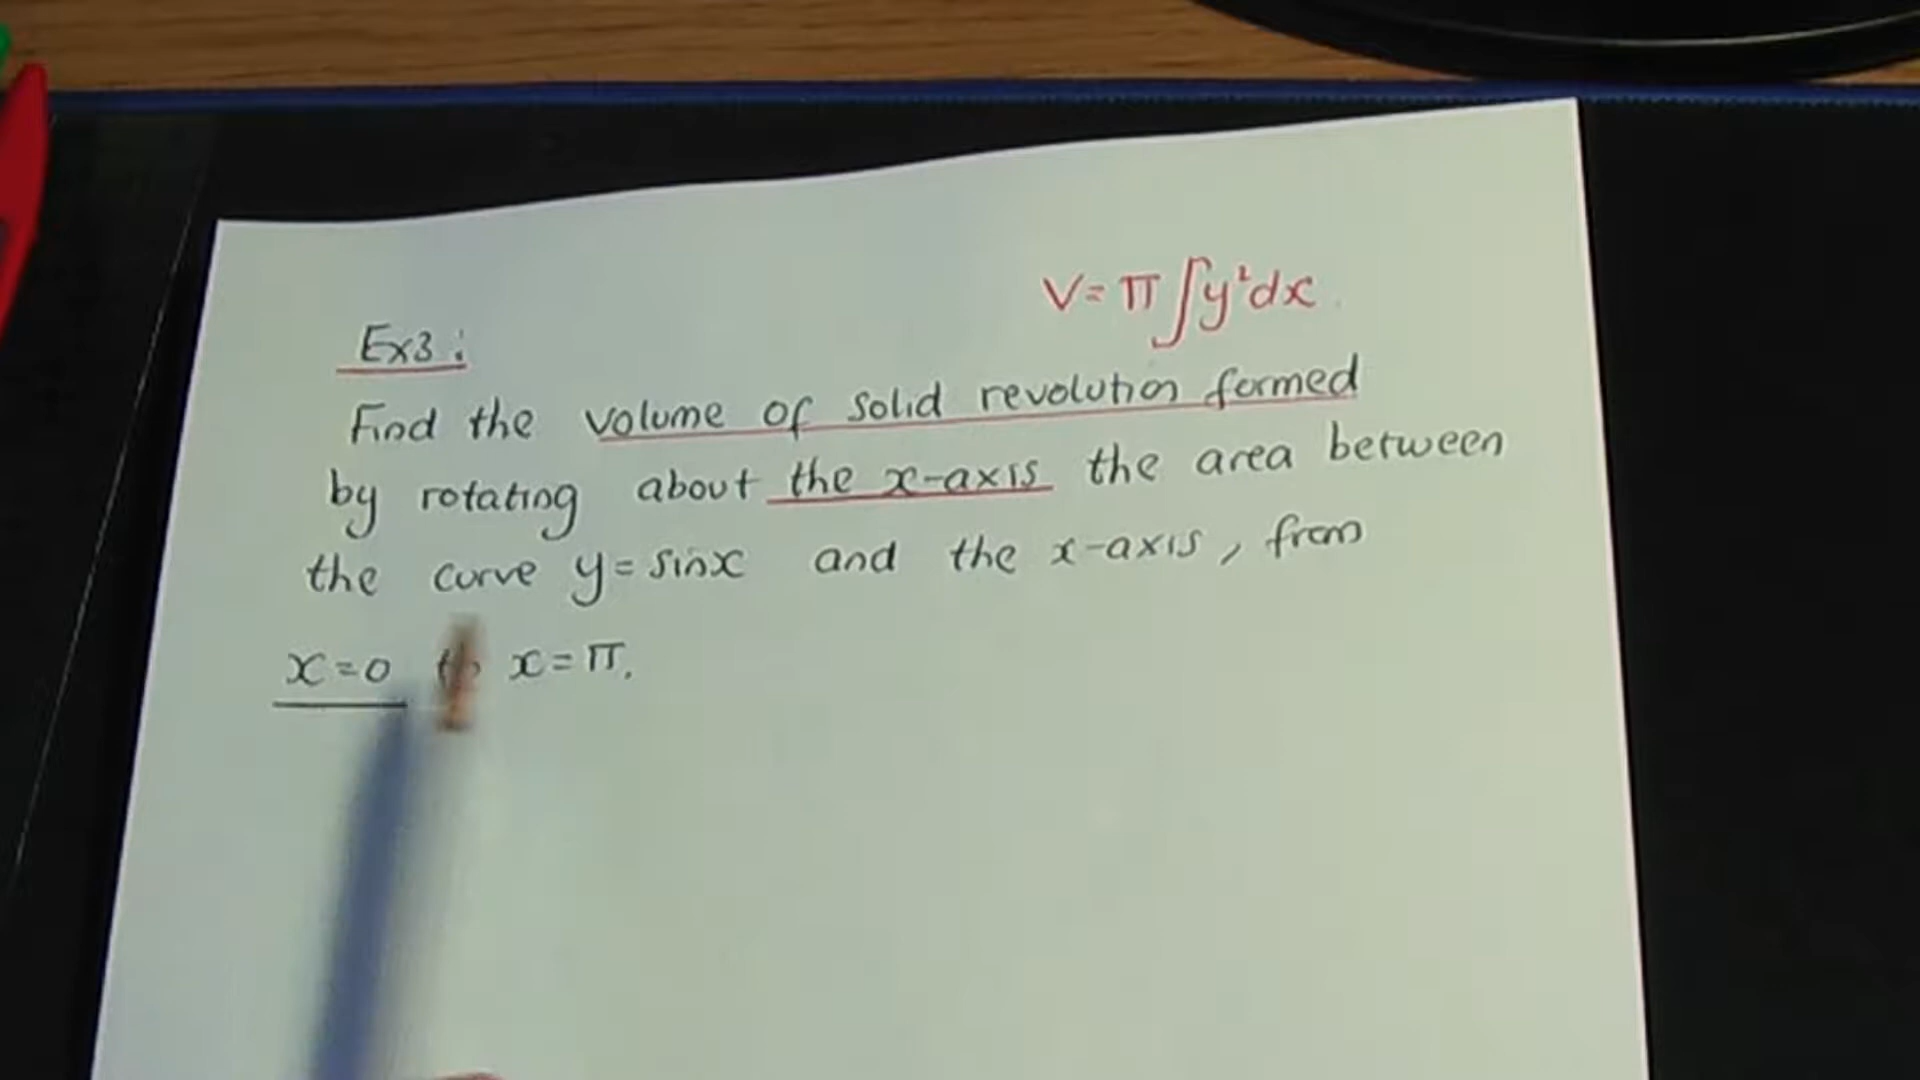 V = π ∫y²dx
Ex3:
Find the volume of solid revolution formed
by rotating about the x-axis the area between
the curve y = sinx and the x-axis, from
x=0 to x=π.